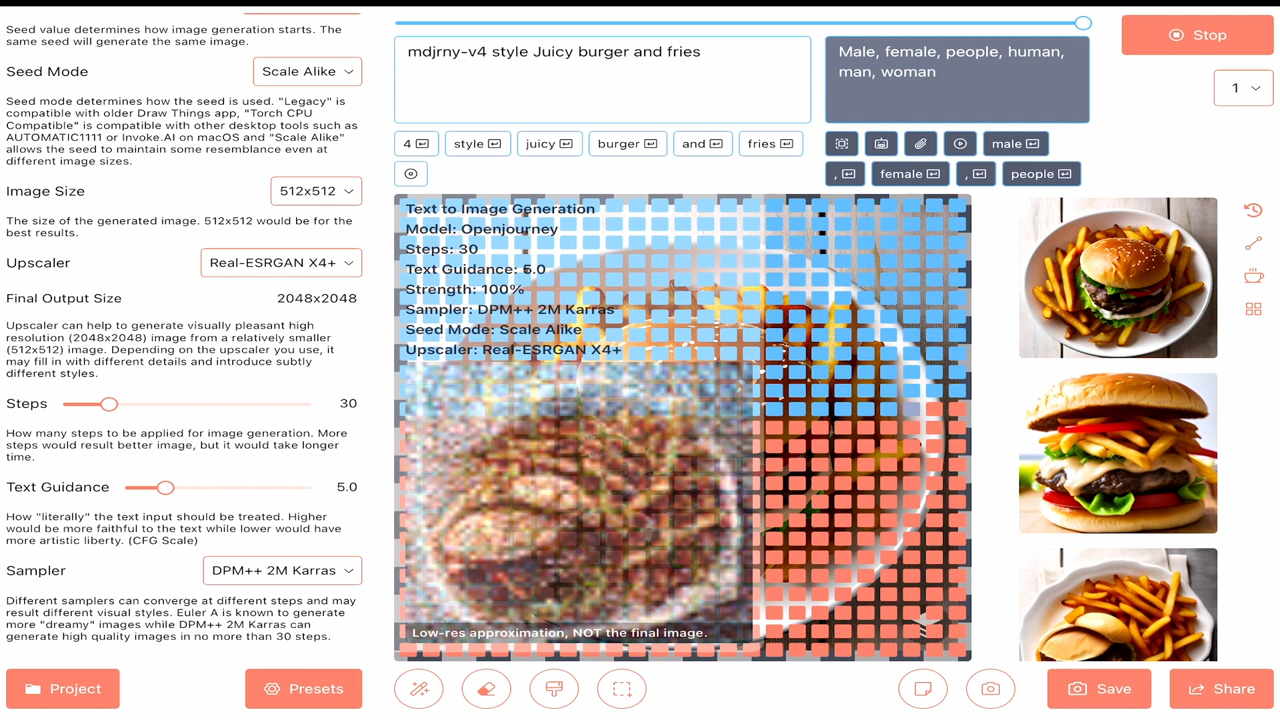 Seed value determines how image generation starts. The
same seed will generate the same image.
Seed Mode
Scale Alike
Seed mode determines how the seed is used. "Legacy" is
compatible with older Draw Things app, "Torch CPU
Compatible" is compatible with other desktop tools such as
AUTOMATIC1111 or Invoke.AI on macOS and "Scale Alike"
allows the seed to maintain some resemblance even at
different image sizes.
Image Size
512x512
The size of the generated image. 512x512 would be for the
best results.
Upscaler
Real-ESRGAN X4+
Final Output Size
2048x2048
Upscaler can help to generate visually pleasant high
resolution (2048x2048) image from a relatively smaller
(512x512) image. Depending on the upscaler you use, it
may fill in with different details and introduce subtly
different styles.
Steps
30
How many steps to be applied for image generation. More
steps would result better image, but it would take longer
time.
Text Guidance
5.0
How "literally" the text input should be treated. Higher
would be more faithful to the text while lower would have
more artistic liberty. (CFG Scale)
Sampler
DPM++ 2M Karras
Different samplers can converge at different steps and may
result different visual styles. Euler A is known to generate
more "dreamy" images while DPM++ 2M Karras can
generate high quality images in no more than 30 steps.
Project
Presets
mdjrny-v4 style Juicy burger and fries
4
style
juicy
burger
and
fries
Male, female, people, human,
man, woman
male
,
female
,
people
Text to Image Generation
Model: Openjourney
Steps: 30
Text Guidance: 5.0
Strength: 100%
Sampler: DPM++ 2M Karras
Seed Mode: Scale Alike
Upscaler: Real-ESRGAN X4+
Low-res approximation, NOT the final image.
Stop
1
Save
Share